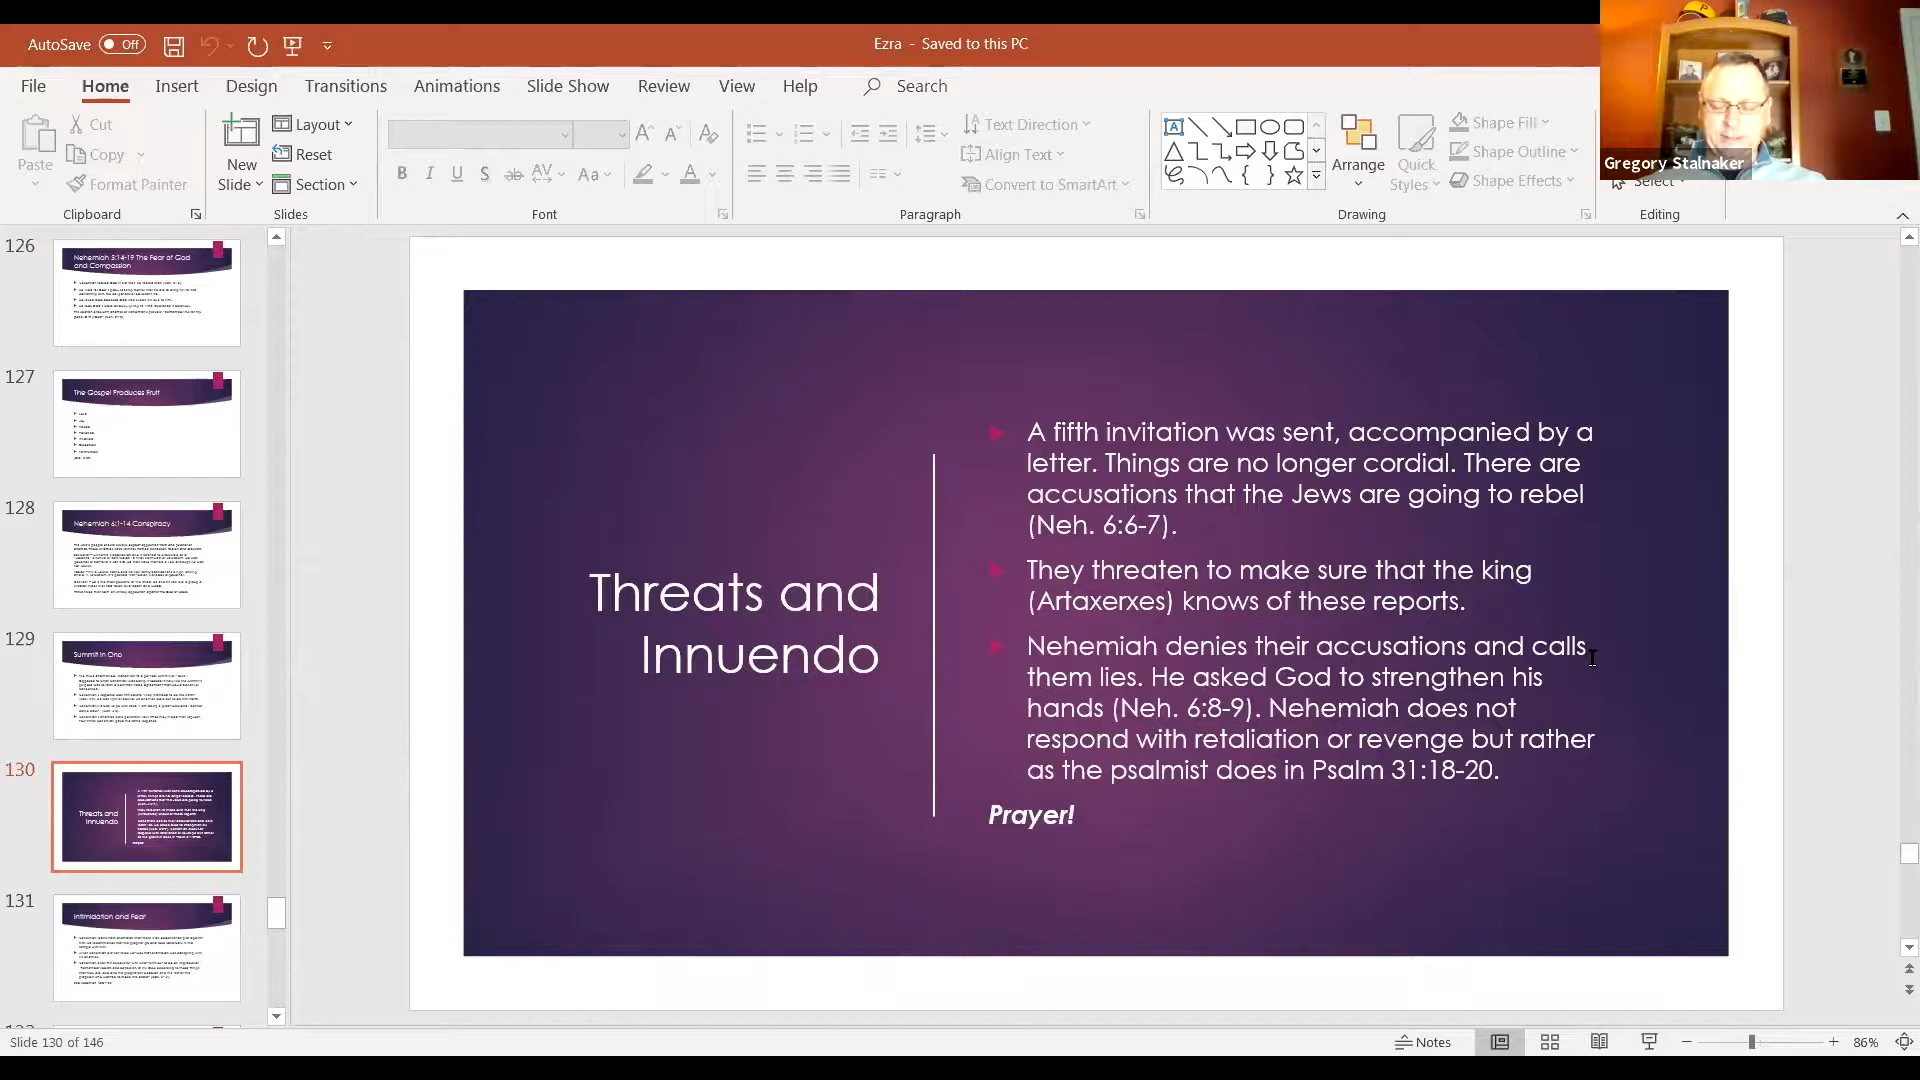 AutoSave Off
Ezra - Saved to this PC
File Home Insert Design Transitions Animations Slide Show Review View Help Search
Paste
Cut
Copy
Format Painter
Clipboard
New
Slide
Layout
Reset
Section
Slides
Font
Text Direction
Align Text
Convert to SmartArt
Paragraph
Arrange
Quick
Styles
Shape Fill
Shape Outline
Shape Effects
Drawing
Select
Editing
Gregory Stalnaker
126
Nehemiah 5:14-19 The Fear of God
and Compassion
127
The Gospel Produces Fruit
128
Nehemiah 6:1-14 Conspiracy
129
Summit in Ono
130
Threats and
Innuendo
131
Intimidation and Fear
Threats and
Innuendo
A fifth invitation was sent, accompanied by a
letter. Things are no longer cordial. There are
accusations that the Jews are going to rebel
(Neh. 6:6-7).
They threaten to make sure that the king
(Artaxerxes) knows of these reports.
Nehemiah denies their accusations and calls
them lies. He asked God to strengthen his
hands (Neh. 6:8-9). Nehemiah does not
respond with retaliation or revenge but rather
as the psalmist does in Psalm 31:18-20.
Prayer!
Slide 130 of 146
Notes
86%